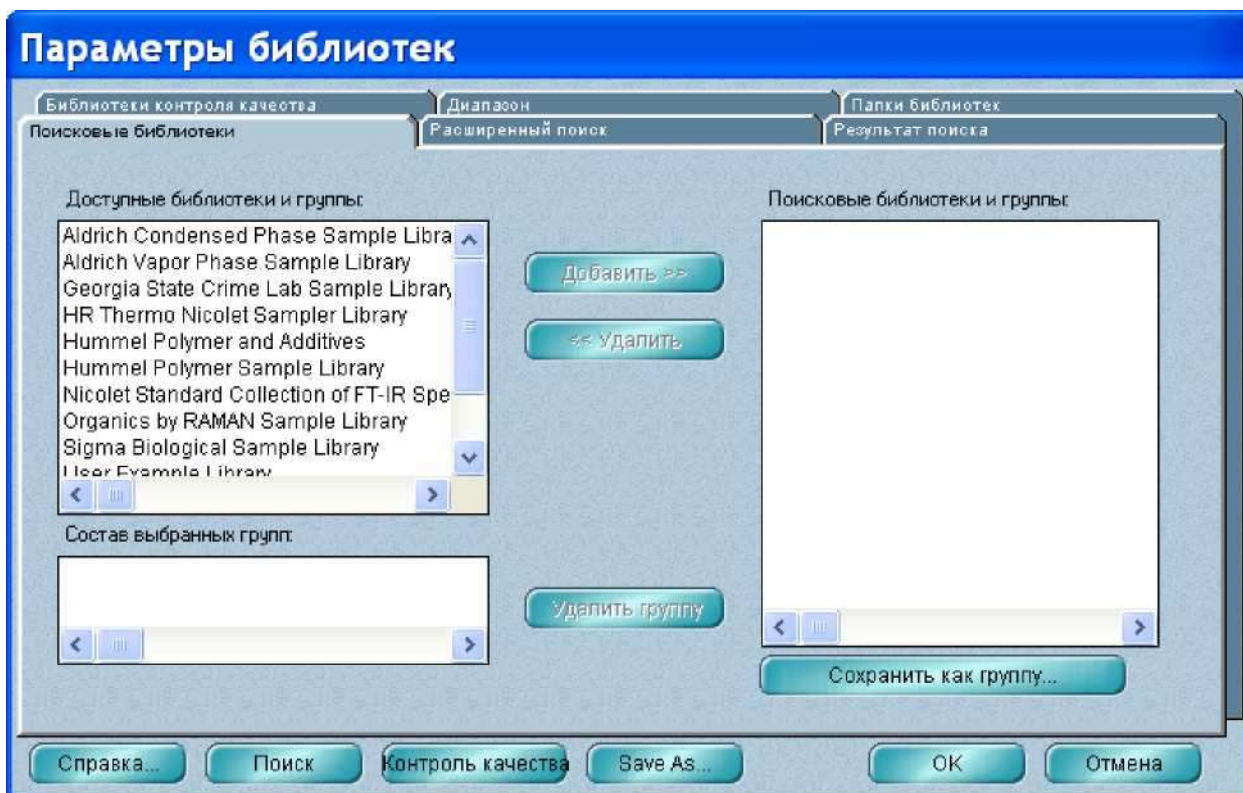 Параметры библиотек
Библиотеки контроля качества
Диапазон
Папки библиотек
Поисковые библиотеки
Расширенный поиск
Результат поиска
Доступные библиотеки и группы:
Поисковые библиотеки и группы:
Aldrich Condensed Phase Sample Libra
Aldrich Vapor Phase Sample Library
Georgia State Crime Lab Sample Library
HR Thermo Nicolet Sampler Library
Hummel Polymer and Additives
Hummel Polymer Sample Library
Nicolet Standard Collection of FT-IR Spe
Organics by RAMAN Sample Library
Sigma Biological Sample Library
User Example Library
Добавить >>
<< Удалить
Состав выбранных групп:
Удалить группу
Сохранить как группу...
Справка...
Поиск
Контроль качества
Save As...
OK
Отмена